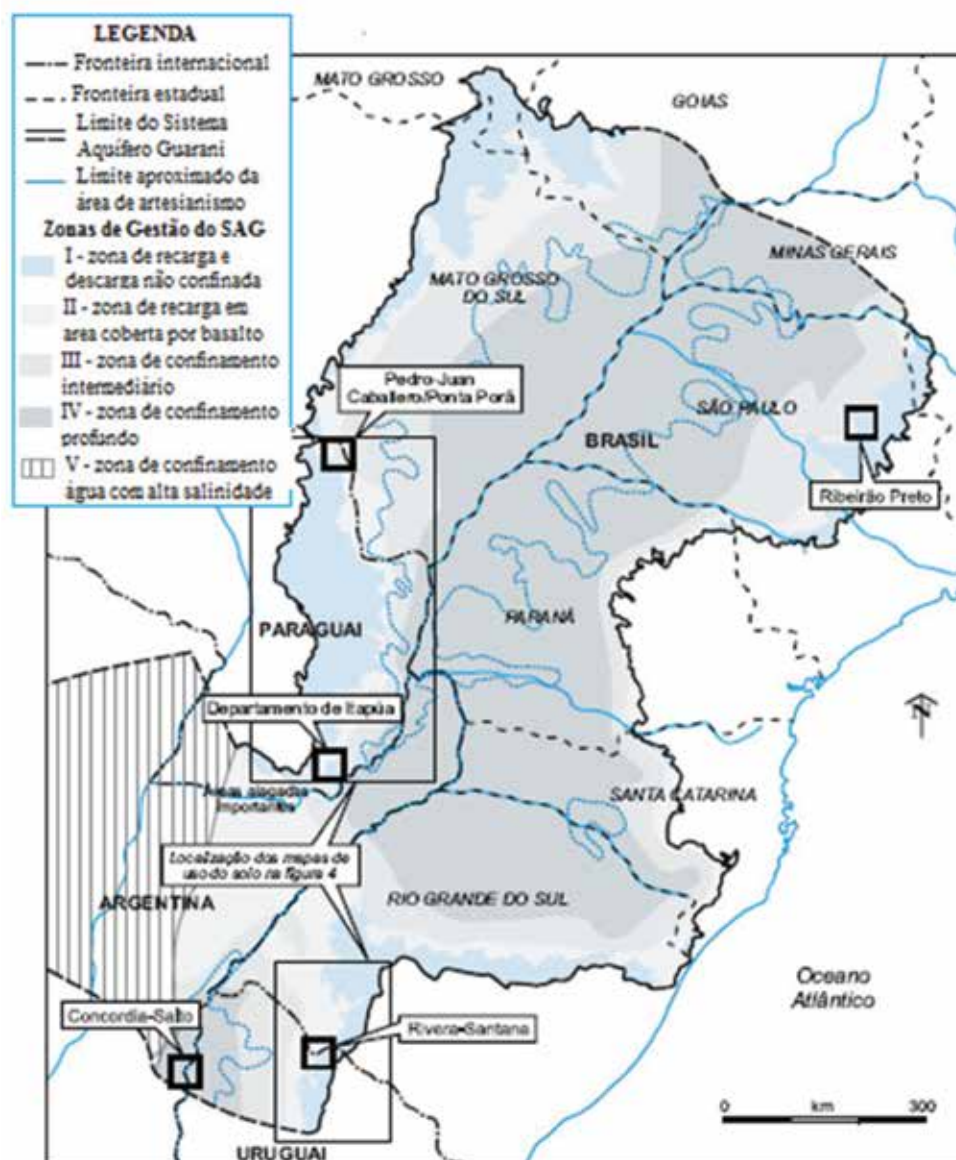 LEGENDA
Fronteira internacional
Fronteira estadual
Limite do Sistema
Aquífero Guarani
Limite aproximado da
área de artesianismo
Zonas de Gestão do SAG
I - zona de recarga e
descarga não confinada
II - zona de recarga em
area coberta por basalto
III - zona de confinamento
intermediário
IV - zona de confinamento
profundo
V - zona de confinamento
água com alta salinidade
MATO GROSSO
GOIAS
MINAS GERAIS
MATO GROSSO
DO SUL
Pedro-Juan
Caballero/Ponta Porã
SÃO PAULO
BRASIL
Ribeirão Preto
PARAGUAI
PARANÁ
Departamento de Itapúa
Áreas alagadas
Importantes
SANTA CATARINA
Localização dos mapas de
uso do solo na figura 4
ARGENTINA
RIO GRANDE DO SUL
N
Oceano
Atlântico
Concordia-Salto
Rivera-Santana
0 km 300
URUGUAI